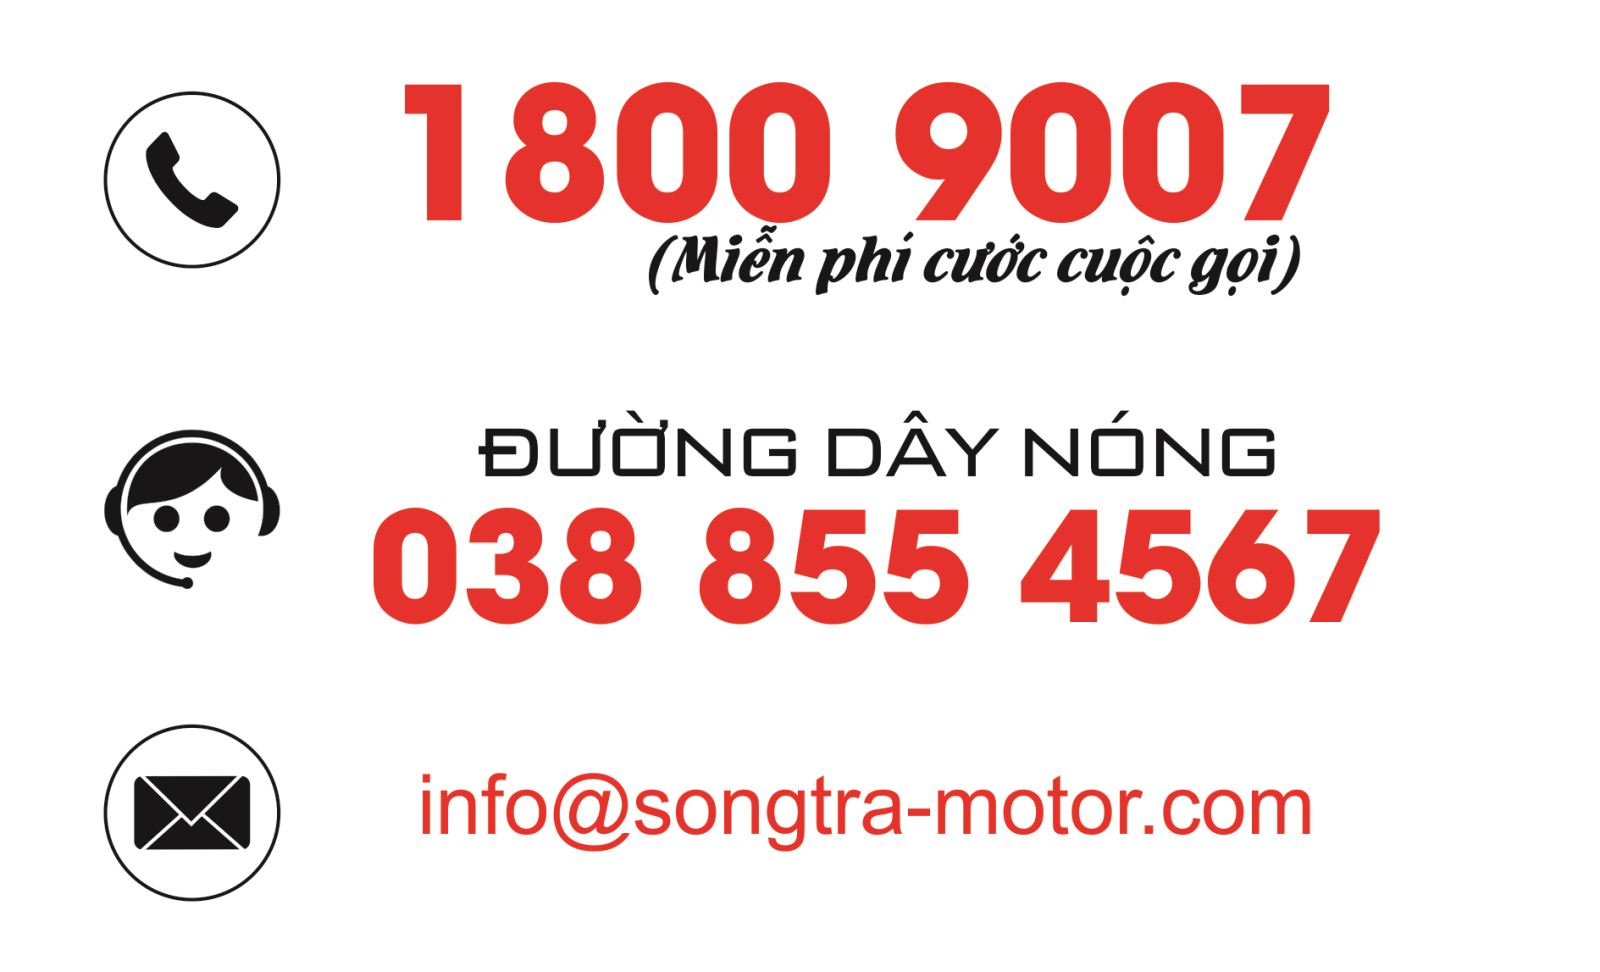 1800 9007
(Miễn phí cước cuộc gọi)
ĐƯỜNG DÂY NÓNG
038 855 4567
info@songtra-motor.com